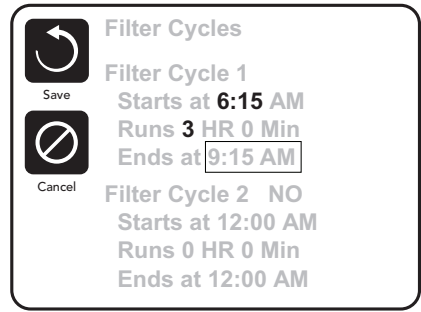 Filter Cycles
Filter Cycle 1
Save
Starts at 6:15 AM
Runs 3 HR 0 Min
Ends at 9:15 AM
Cancel
Filter Cycle 2 NO
Starts at 12:00 AM
Runs 0 HR 0 Min
Ends at 12:00 AM